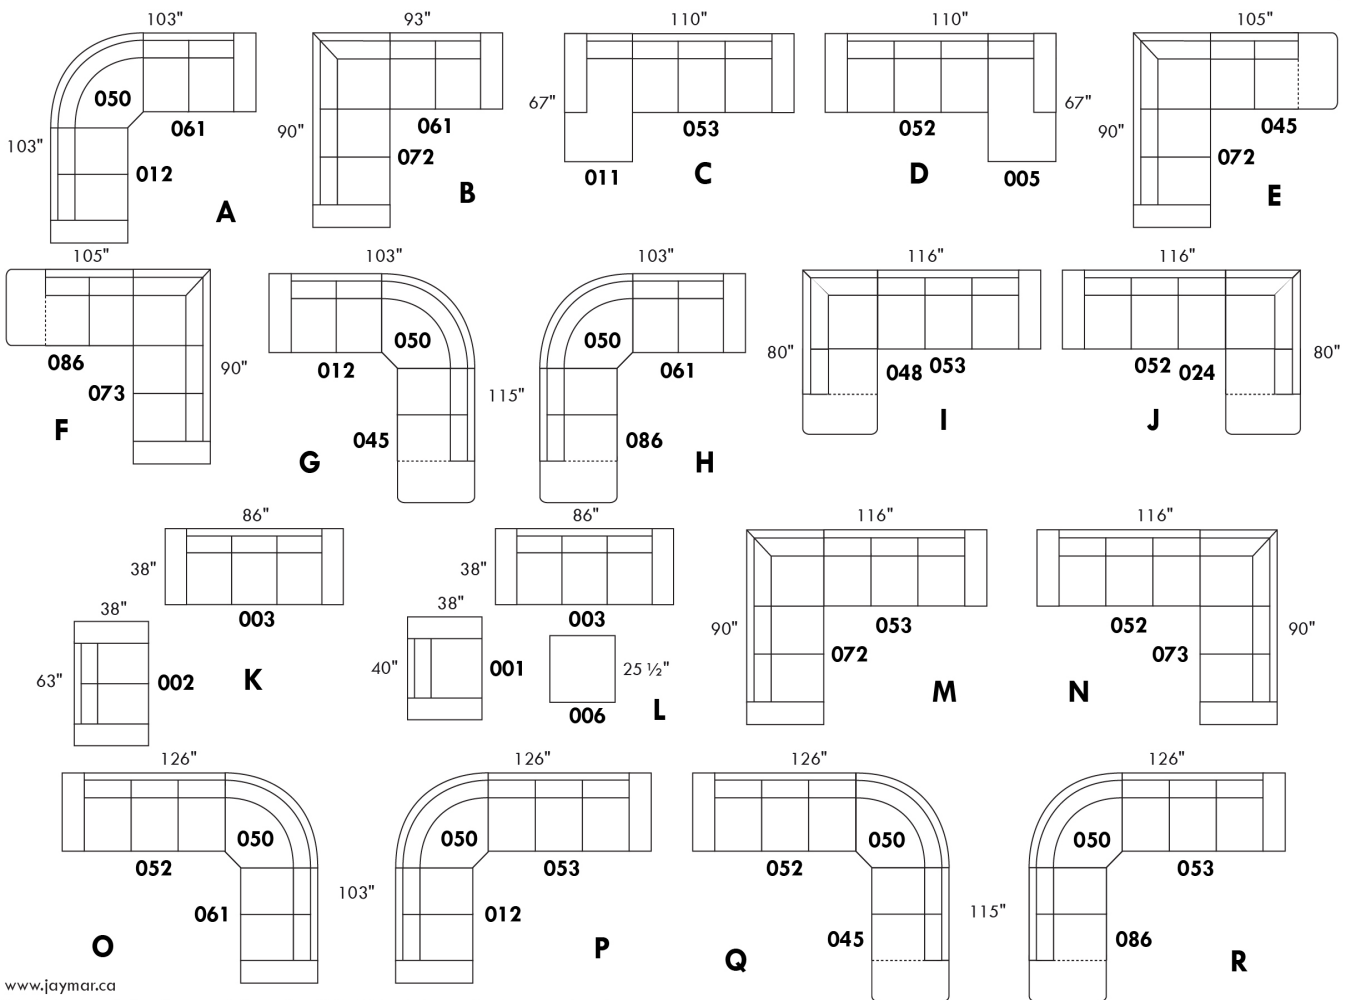 103" 93" 110" 110" 105"
050 061 103" 012 A
90" 061 072 B
67" 053 011 C
052 67" 005 D
90" 045 072 E
105" 103" 103" 116" 116"
086 073 90" F
050 012 115" 045 G
050 061 086 H
80" 048 053 I
052 024 80" J
86" 86" 116" 116"
38" 003 38" 63" 002 K
38" 003 38" 40" 001 25 ½" 006 L
053 90" 072 M
052 90" 073 N
126" 126" 126" 126"
050 052 061 103" O
050 053 012 P
050 052 115" 045 Q
050 053 086 R
www.jaymar.ca